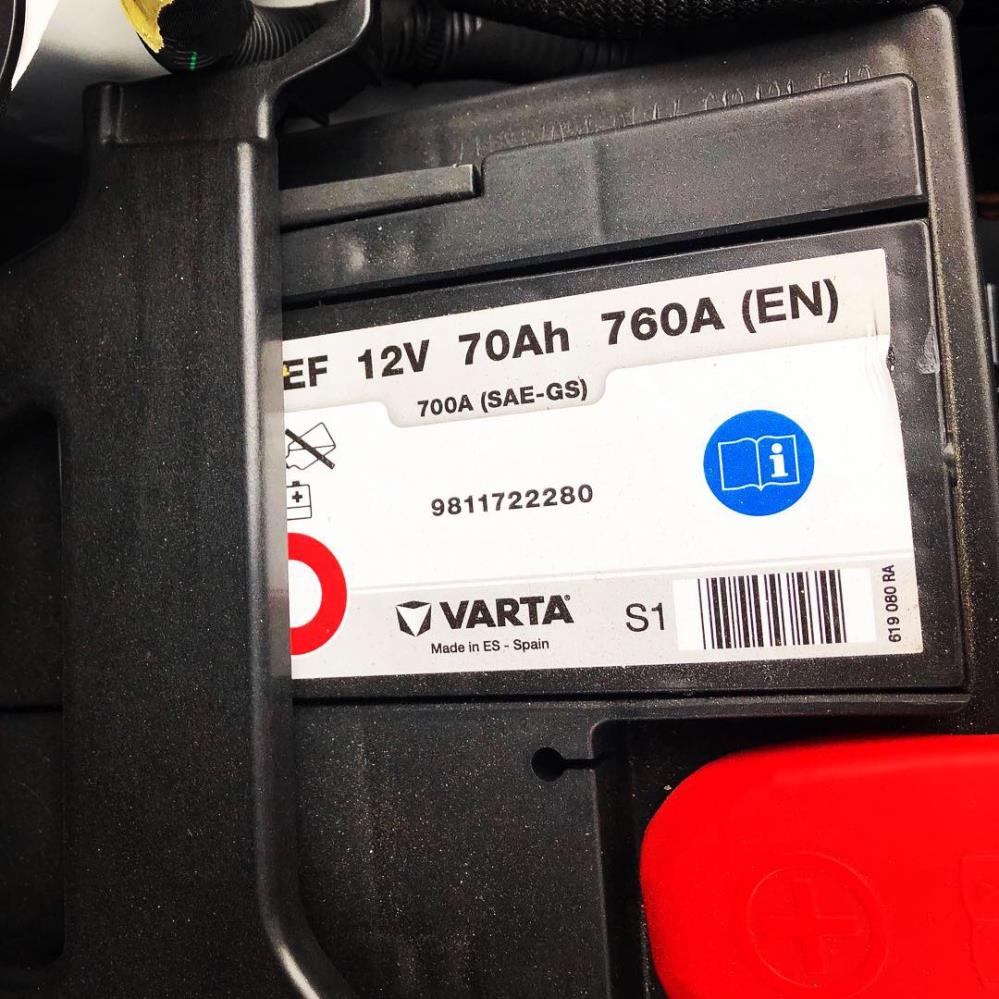 EF 12V 70Ah 760A (EN)
700A (SAE-GS)
i
9811722280
VARTA®
Made in ES - Spain
S1
619 080 RA